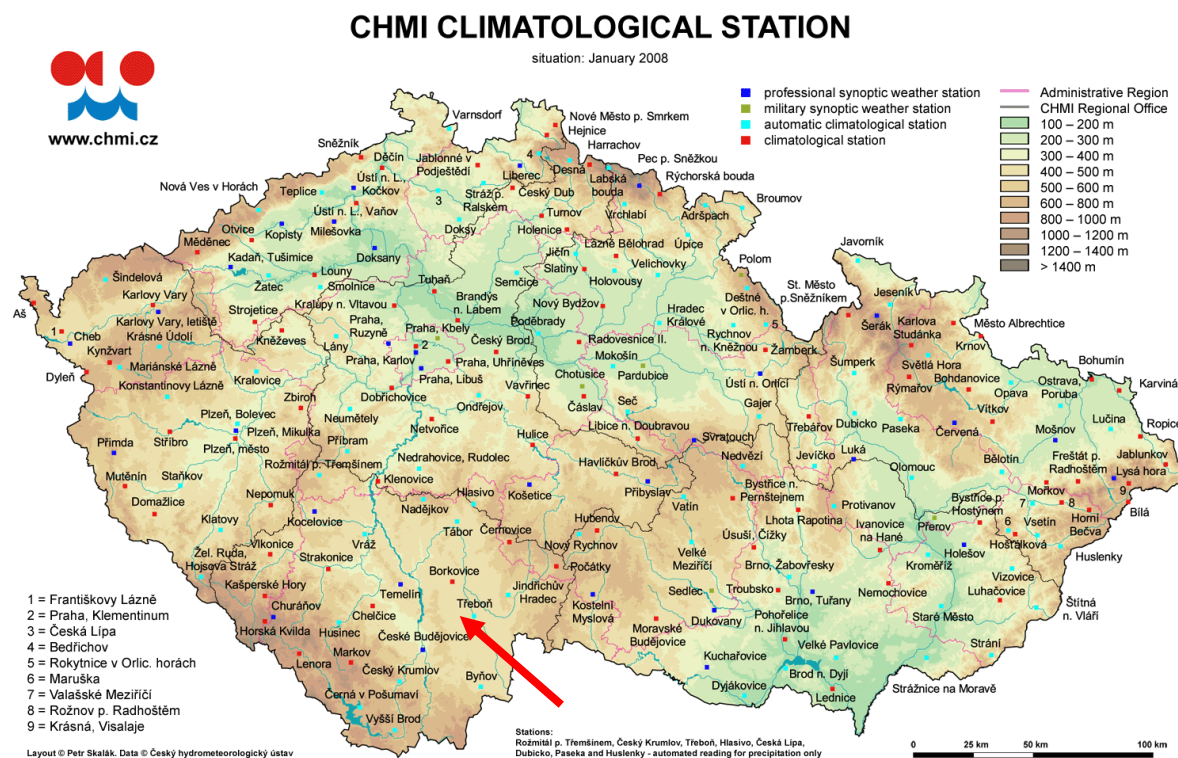 CHMI CLIMATOLOGICAL STATION
situation: January 2008
www.chmi.cz
professional synoptic weather station
military synoptic weather station
automatic climatological station
climatological station
Administrative Region
CHMI Regional Office
100 – 200 m
200 – 300 m
300 – 400 m
400 – 500 m
500 – 600 m
600 – 800 m
800 – 1000 m
1000 – 1200 m
1200 – 1400 m
> 1400 m
Varnsdorf
Nové Město p. Smrkem
Hejnice
Harrachov
Sněžník
Děčín
Jablonné v
Podještědí
4
Liberec
Desná
Labská
bouda
Pec p. Sněžkou
Rýchorská bouda
Nová Ves v Horách
Teplice
Ústí n. L.,
Kočkov
3
Stráž p.
Ralskem
Český Dub
Vrchlabí
Adršpach
Broumov
Ústí n. L., Vaňov
Otvice
Kopisty
Milešovka
Doksy
Turnov
Holenice
Měděnec
Kadaň, Tušimice
Doksany
Lázně Bělohrad
Úpice
Jičín
Slatiny
Velichovky
Javorník
Šindelová
Žatec
Louny
Smolnice
Tuhaň
Semčice
Holovousy
Polom
St. Město
p.Sněžníkem
Jeseník
Karlovy Vary
Strojetice
Kralupy n. Vltavou
Brandýs
n. Labem
Nový Bydžov
Deštné
v Orlic. h.
Aš
Karlovy Vary, letiště
Praha,
Ruzyně
Praha, Kbely
Poděbrady
Hradec
Králové
5
Šerák
Karlova
Studánka
Město Albrechtice
1
Cheb
Krásné Údolí
Kněževes
Lány
2
Český Brod
Radovesnice II.
Rychnov
n. Kněžnou
Žamberk
Krnov
Kynžvart
Mariánské Lázně
Praha, Karlov
Praha, Uhříněves
Mokošín
Šumperk
Světlá Hora
Bohumín
Dyleň
Konstantinovy Lázně
Kralovice
Praha, Libuš
Vavřinec
Chotusice
Pardubice
Ústí n. Orlicí
Rýmařov
Bohdanovice
Opava
Ostrava,
Poruba
Karviná
Zbiroh
Dobřichovice
Ondřejov
Čáslav
Seč
Gajer
Vítkov
Plzeň, Bolevec
Neumětely
Netvořice
Libice n. Doubravou
Třebářov
Dubicko
Paseka
Červená
Mošnov
Lučina
Ropice
Přimda
Stříbro
Plzeň, Mikulka
Plzeň, město
Příbram
Hulice
Svratouch
Nedvězí
Jevíčko
Luká
Freštát p.
Radhoštěm
Jablunkov
Lysá hora
Mutěnín
Staňkov
Rožmitál p. Třemšínem
Nedrahovice, Rudolec
Havlíčkův Brod
Bystřice n.
Pernštejnem
Olomouc
Bělotín
Domažlice
Nepomuk
Klenovice
Hlasivo
Košetice
Přibyslav
Protivanov
Bystřice p.
Hostýnem
Mořkov
7
8
9
Bílá
Klatovy
Kocelovice
Nadějkov
Tábor
Černovice
Hubenov
Vatín
Lhota Rapotina
Ivanovice
na Hané
Přerov
6
Vsetín
Horní
Bečva
Žel. Ruda,
Hojsova Stráž
Vlkonice
Vráž
Nový Rychnov
Velké
Meziříčí
Úsuší, Čížky
Holešov
Hošťálková
Huslenky
Strakonice
Borkovice
Počátky
Brno, Žabovřesky
Kroměříž
Vizovice
Kašperské Hory
Temelín
Jindřichův
Hradec
Sedlec
Troubsko
Nemochovice
Luhačovice
Churáňov
Chelčice
Třeboň
Kostelní
Myslová
Dukovany
Brno, Tuřany
Staré Město
Štítná
n. Vláří
Horská Kvilda
Husinec
České Budějovice
Moravské
Budějovice
Pohořelice
n. Jihlavou
Velké Pavlovice
Strání
Lenora
Markov
Český Krumlov
Byňov
Kuchařovice
Brod n. Dyjí
Černá v Pošumaví
Dyjákovice
Lednice
Strážnice na Moravě
Vyšší Brod
1 = Františkovy Lázně
2 = Praha, Klementinum
3 = Česká Lípa
4 = Bedřichov
5 = Rokytnice v Orlic. horách
6 = Maruška
7 = Valašské Meziříčí
8 = Rožnov p. Radhoštěm
9 = Krásná, Visalaje
Layout © Petr Skalák. Data © Český hydrometeorologický ústav
Stations:
Rožmitál p. Třemšínem, Český Krumlov, Třeboň, Hlasivo, Česká Lípa,
Dubicko, Paseka and Huslenky - automated reading for precipitation only
0 25 km 50 km 100 km